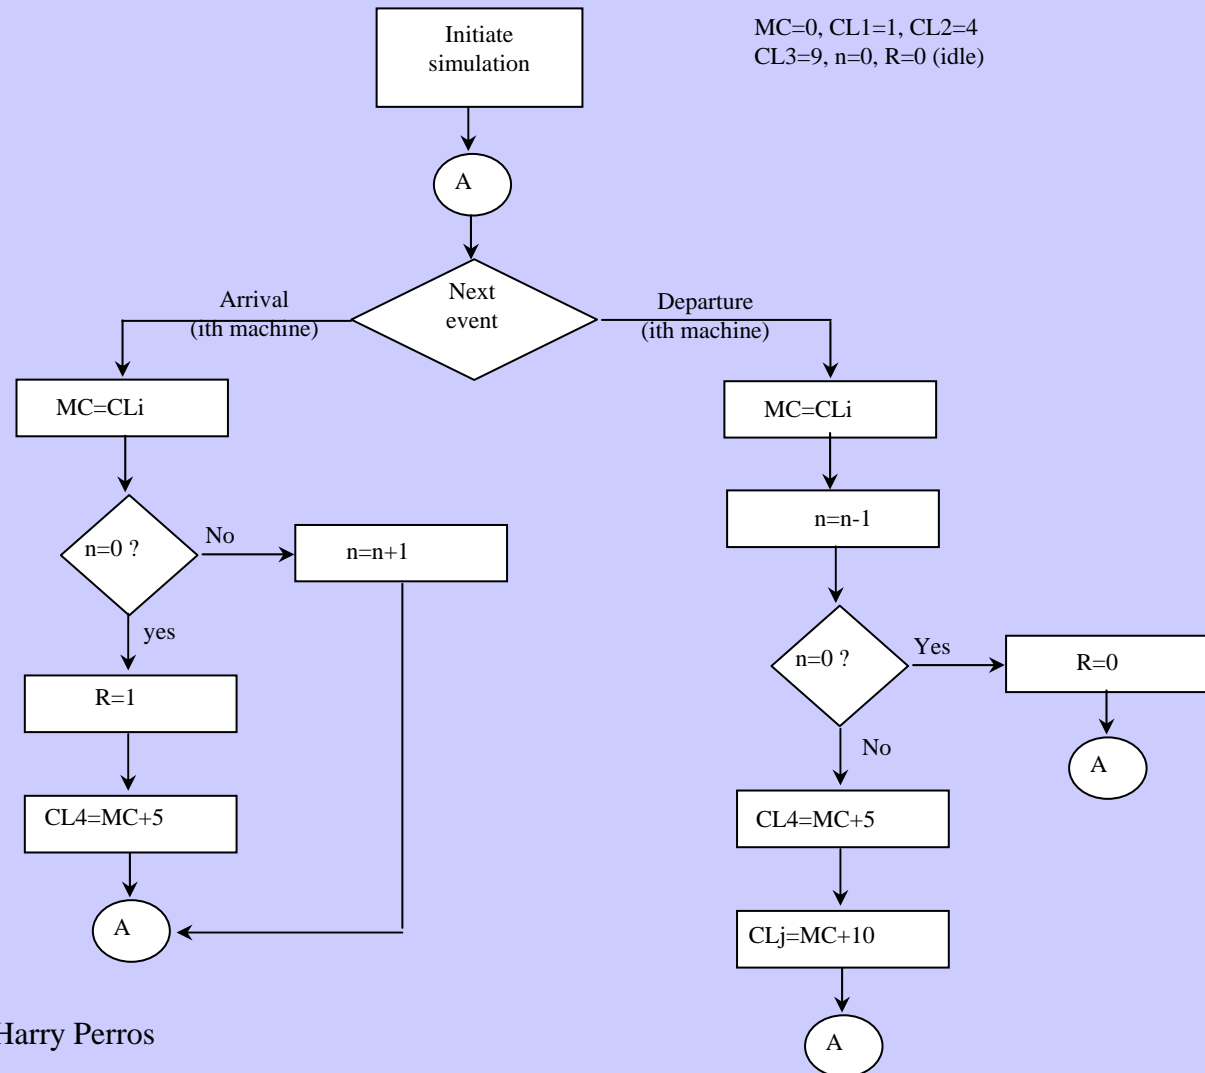 Initiate
simulation
MC=0, CL1=1, CL2=4
CL3=9, n=0, R=0 (idle)
A
Next
event
Arrival
(ith machine)
Departure
(ith machine)
MC=CLi
n=0 ?
No
n=n+1
yes
R=1
CL4=MC+5
A
MC=CLi
n=n-1
n=0 ?
Yes
R=0
A
No
CL4=MC+5
CLj=MC+10
A
Harry Perros